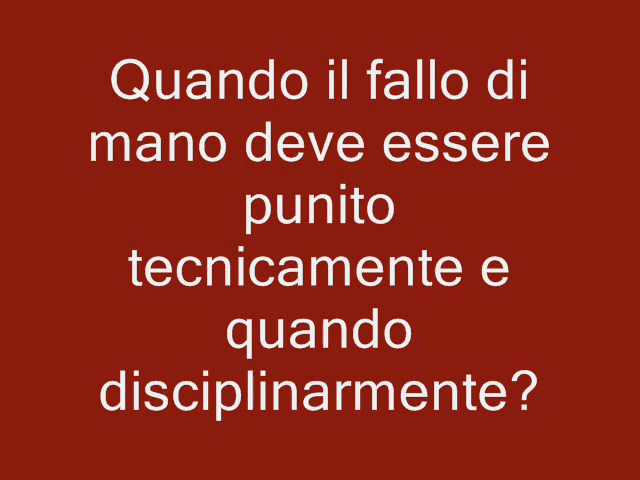 Quando il fallo di
mano deve essere
punito
tecnicamente e
quando
disciplinarmente?